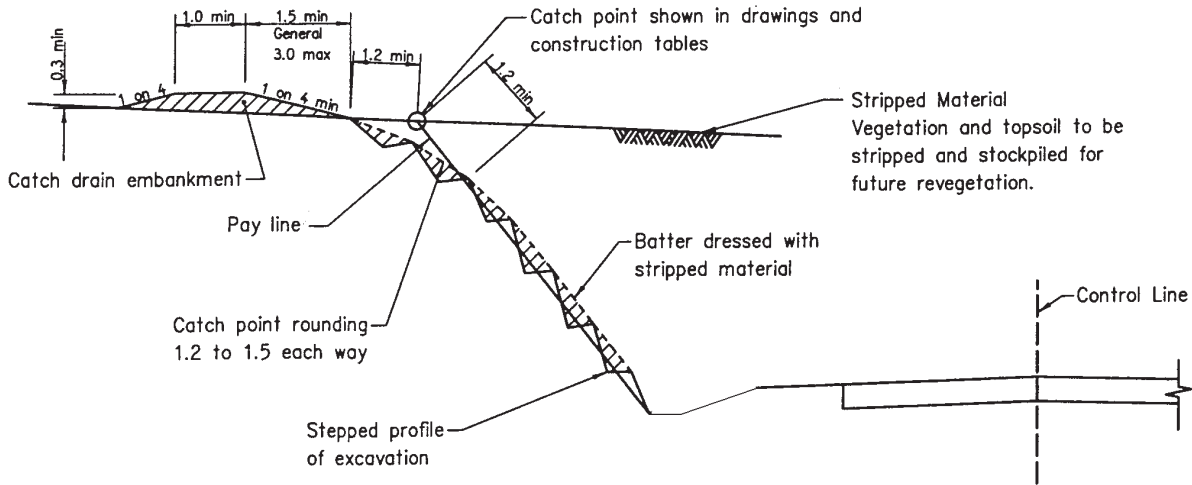 1.0 min
1.5 min
General
3.0 max
1.2 min
0.3 min
1 on 4
1 on 4 min
1.2 min
Catch point shown in drawings and
construction tables
Stripped Material
Vegetation and topsoil to be
stripped and stockpiled for
future revegetation.
Catch drain embankment
Pay line
Batter dressed with
stripped material
Control Line
Catch point rounding
1.2 to 1.5 each way
Stepped profile
of excavation